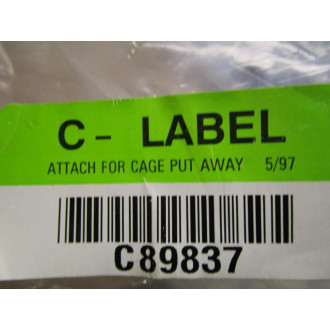 C - LABEL
ATTACH FOR CAGE PUT AWAY 5/97
C89837